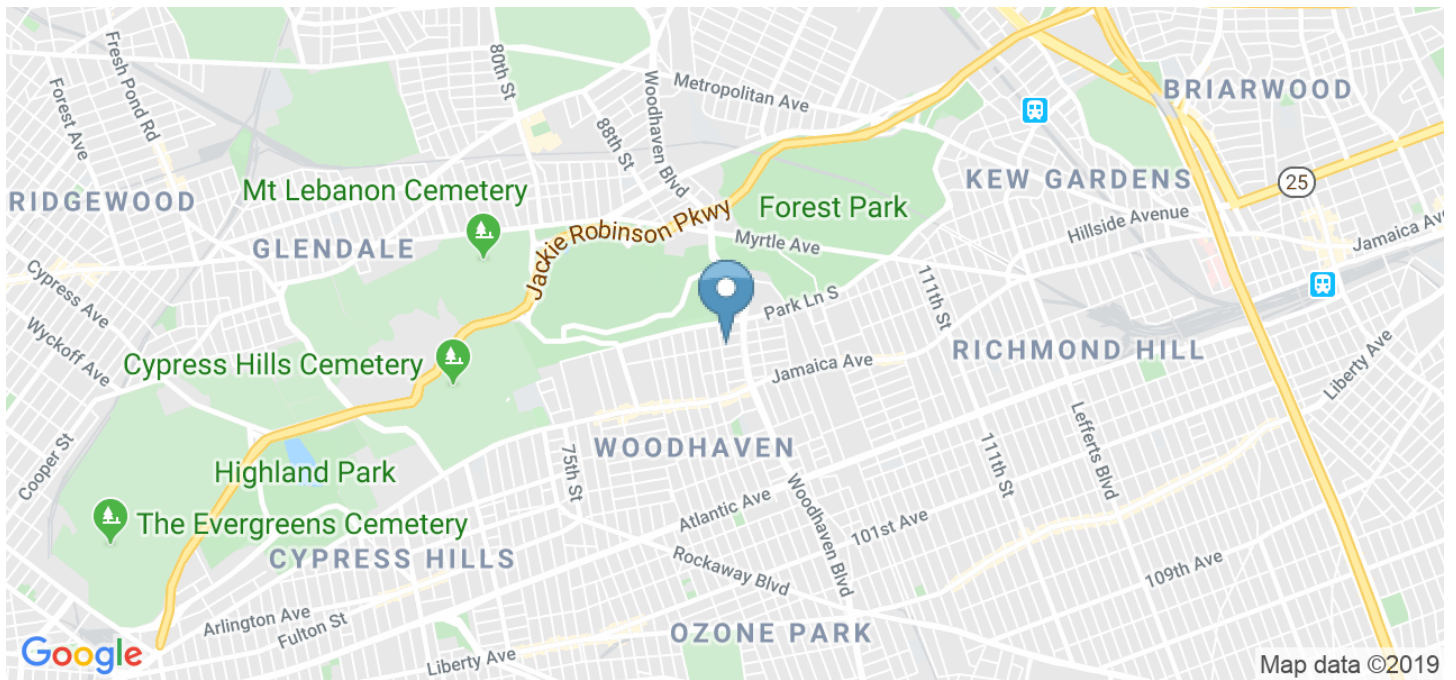 Fresh Pond Rd
Forest Ave
80th St
Woodhaven Blvd
Metropolitan Ave
88th St
BRIARWOOD
RIDGEWOOD
Mt Lebanon Cemetery
KEW GARDENS
25
Forest Park
GLENDALE
Jackie Robinson Pkwy
Myrtle Ave
Hillside Avenue
Jamaica Ave
Cypress Ave
Wyckoff Ave
Park Ln S
111th St
Cypress Hills Cemetery
Jamaica Ave
RICHMOND HILL
Liberty Ave
Cooper St
Highland Park
75th St
WOODHAVEN
111th St
Lefferts Blvd
The Evergreens Cemetery
Atlantic Ave
Woodhaven Blvd
101st Ave
CYPRESS HILLS
Rockaway Blvd
109th Ave
Arlington Ave
Fulton St
OZONE PARK
Liberty Ave
Google
Map data ©2019